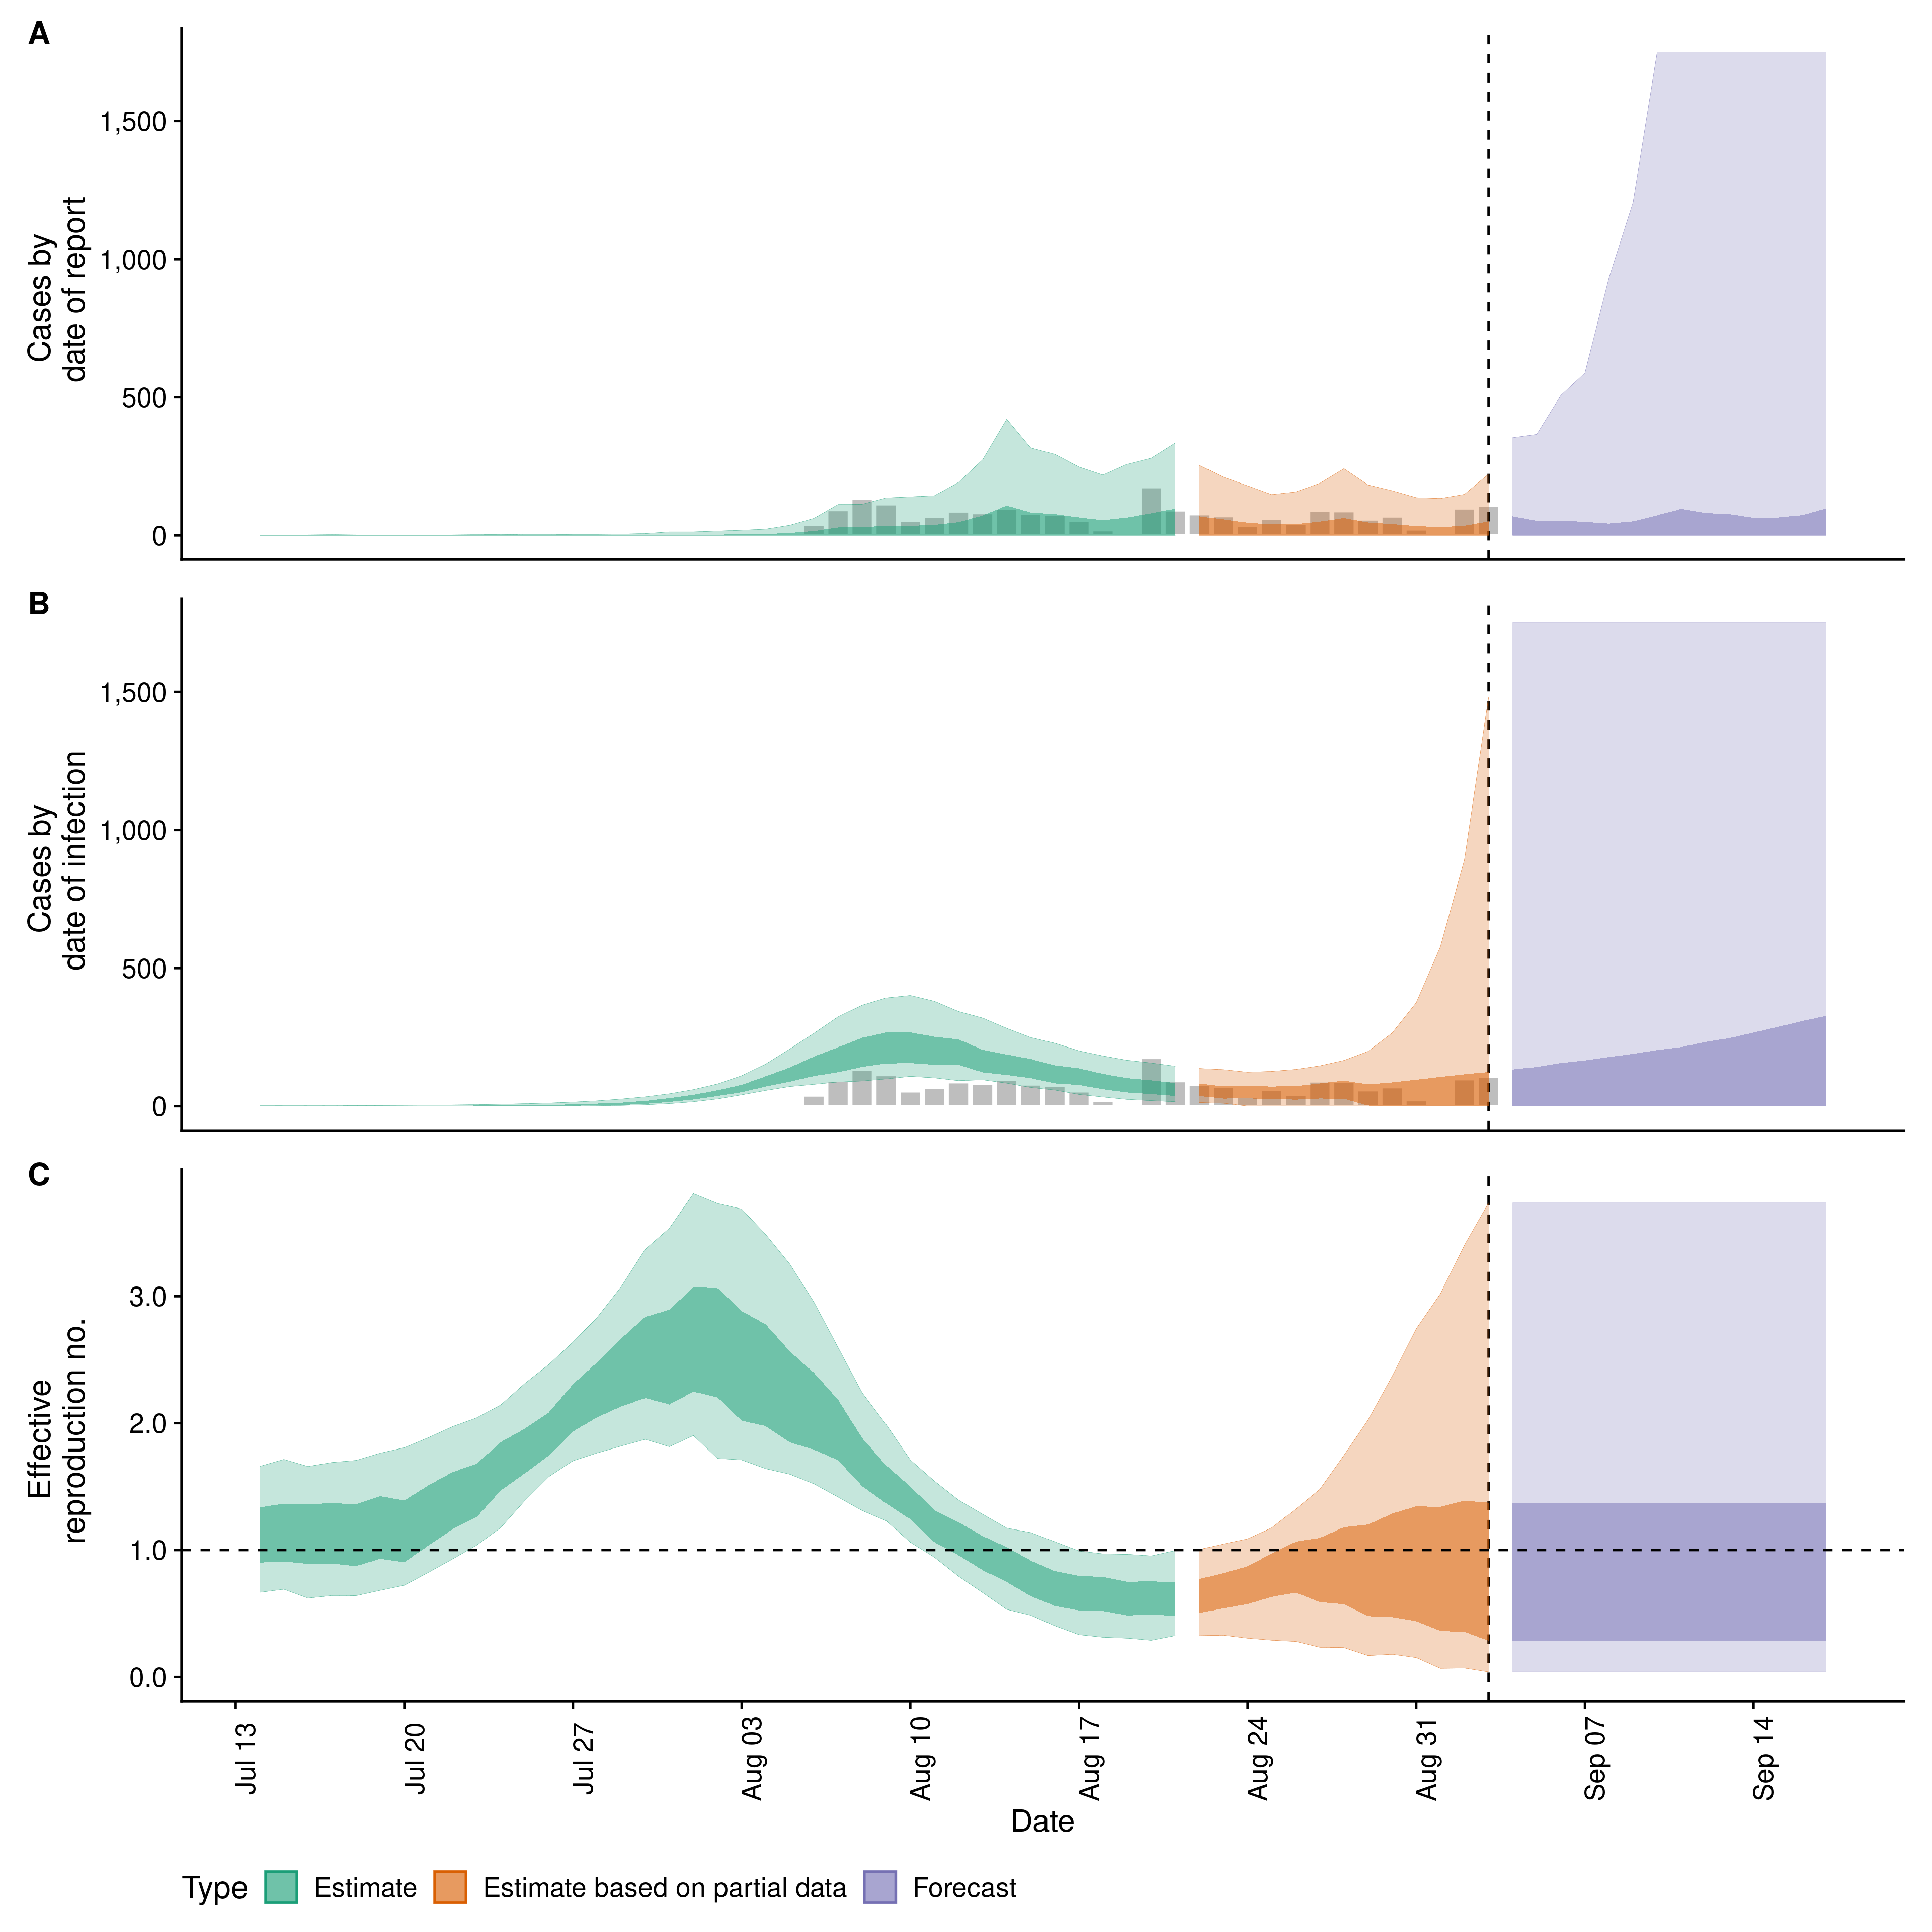 A
Cases by
date of report
1,500
1,000
500
0
B
Cases by
date of infection
1,500
1,000
500
0
C
Effective
reproduction no.
3.0
2.0
1.0
0.0
Jul 13
Jul 20
Jul 27
Aug 03
Aug 10
Aug 17
Aug 24
Aug 31
Sep 07
Sep 14
Date
Type
Estimate
Estimate based on partial data
Forecast